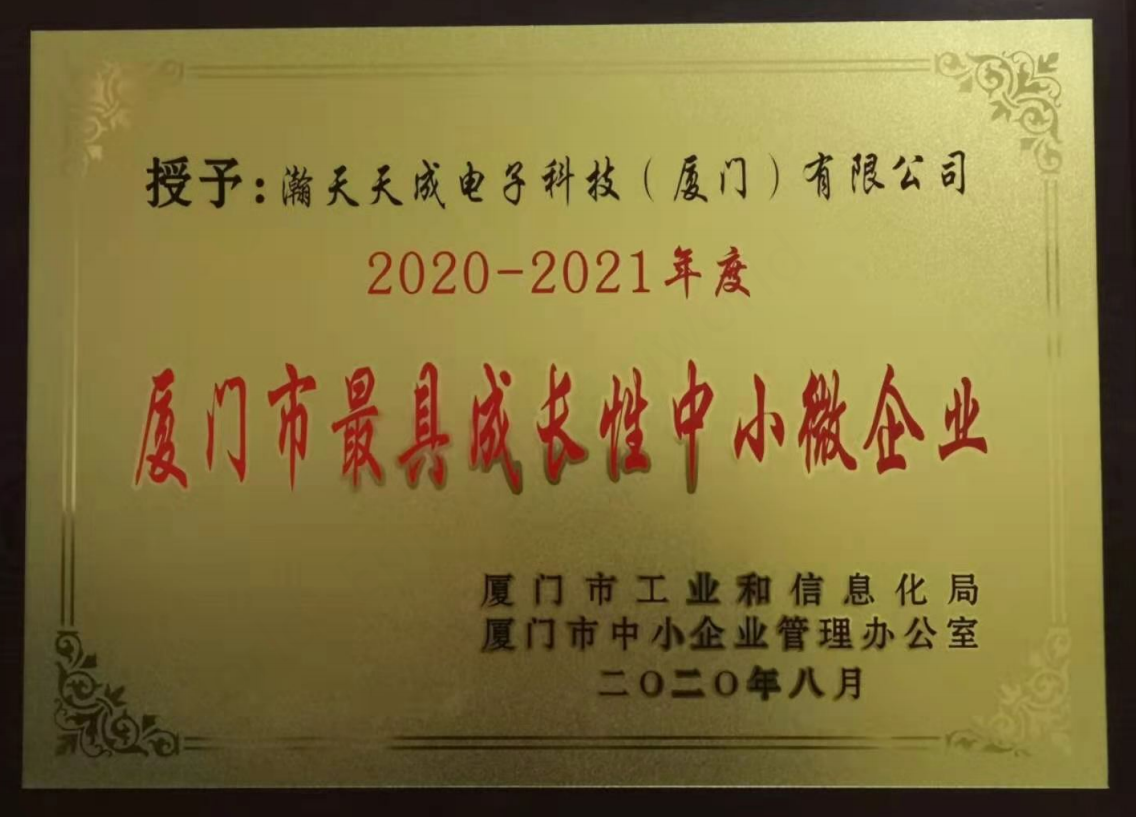 授予：瀚天天成电子科技（厦门）有限公司
2020-2021年度
厦门市最具成长性中小微企业
厦门市工业和信息化局
厦门市中小企业管理办公室
二〇二〇年八月